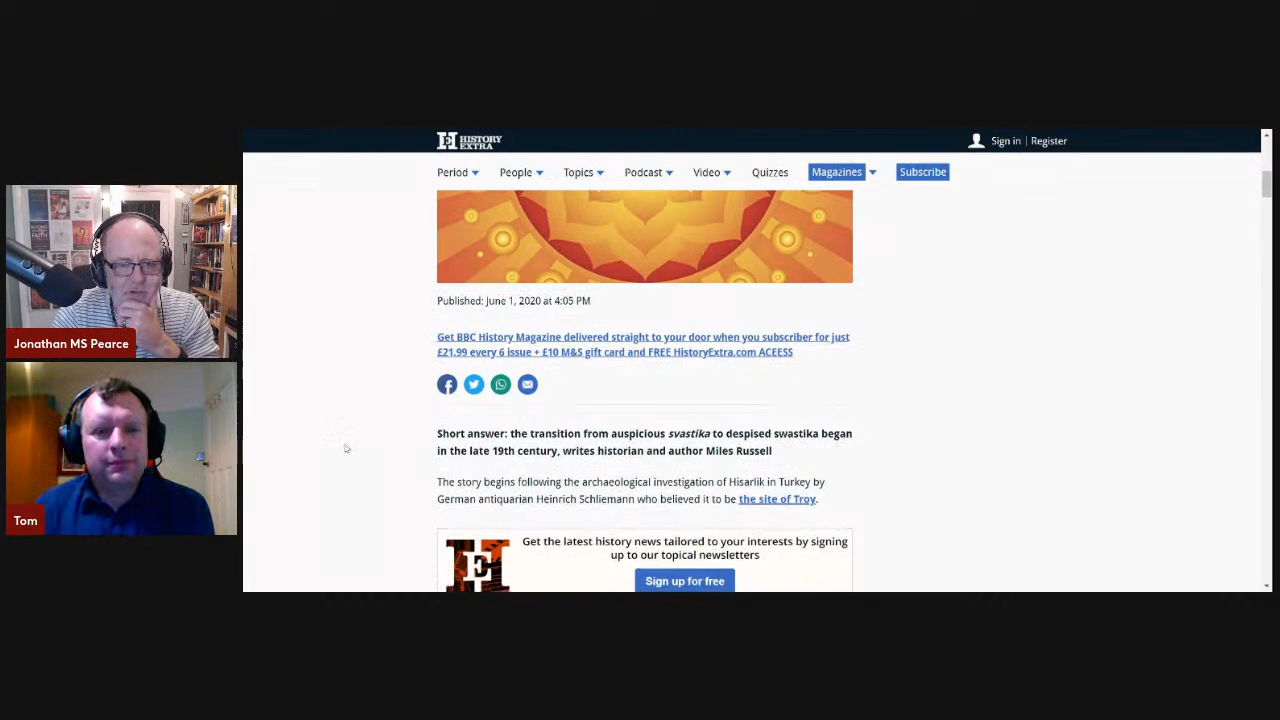 HISTORY
EXTRA
Sign in | Register
Period
People
Topics
Podcast
Video
Quizzes
Magazines
Subscribe
Published: June 1, 2020 at 4:05 PM
Get BBC History Magazine delivered straight to your door when you subscriber for just
£21.99 every 6 issue + £10 M&S gift card and FREE HistoryExtra.com ACEESS
Short answer: the transition from auspicious svastika to despised swastika began
in the late 19th century, writes historian and author Miles Russell
The story begins following the archaeological investigation of Hisarlik in Turkey by
German antiquarian Heinrich Schliemann who believed it to be the site of Troy.
Get the latest history news tailored to your interests by signing
up to our topical newsletters
Sign up for free
Jonathan MS Pearce
Tom